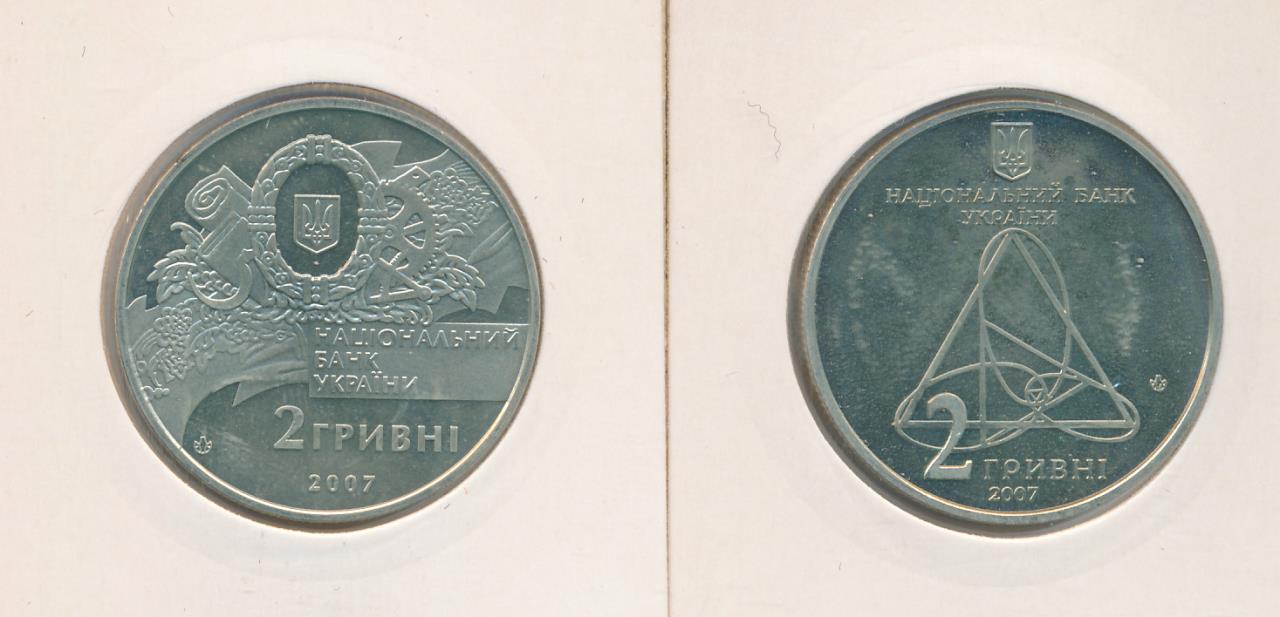 НАЦІОНАЛЬНИЙ
БАНК
УКРАЇНИ
2 ГРИВНІ
2007
НАЦІОНАЛЬНИЙ БАНК
УКРАЇНИ
2 ГРИВНІ
2007